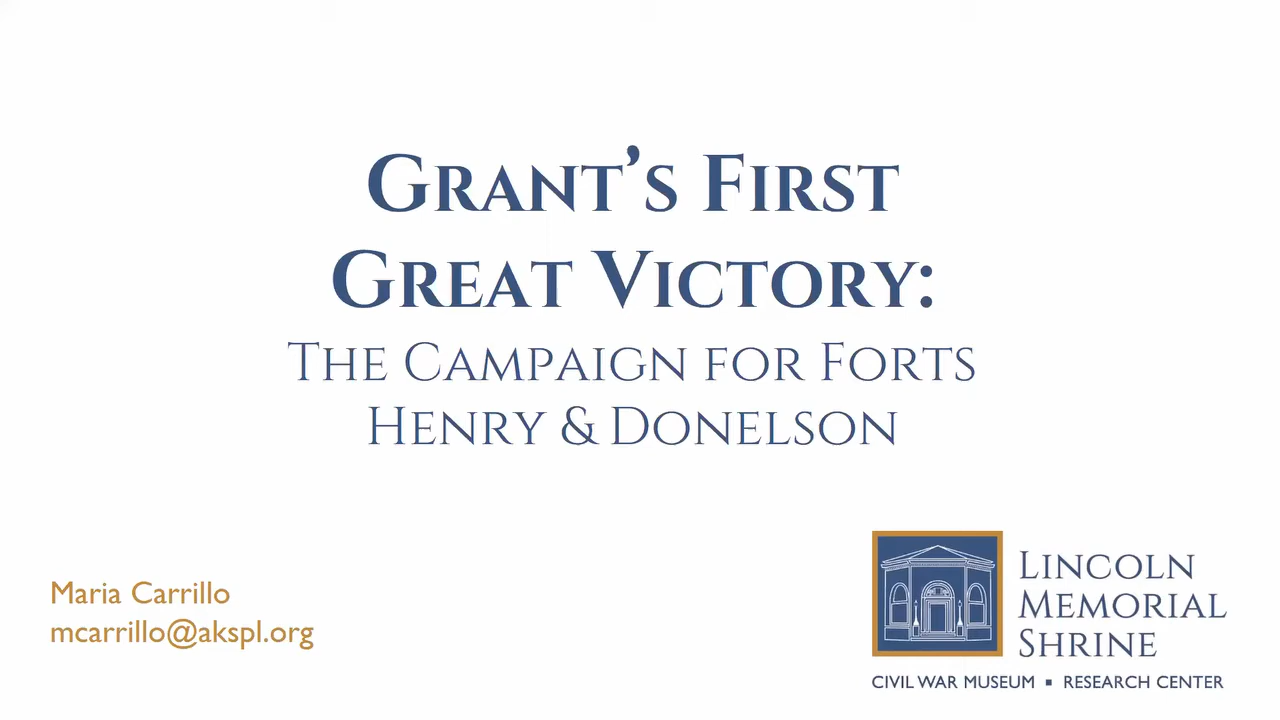 Grant's First
Great Victory:
The Campaign for Forts
Henry & Donelson
Maria Carrillo
mcarrillo@akspl.org
Lincoln
Memorial
Shrine
CIVIL WAR MUSEUM ▪ RESEARCH CENTER